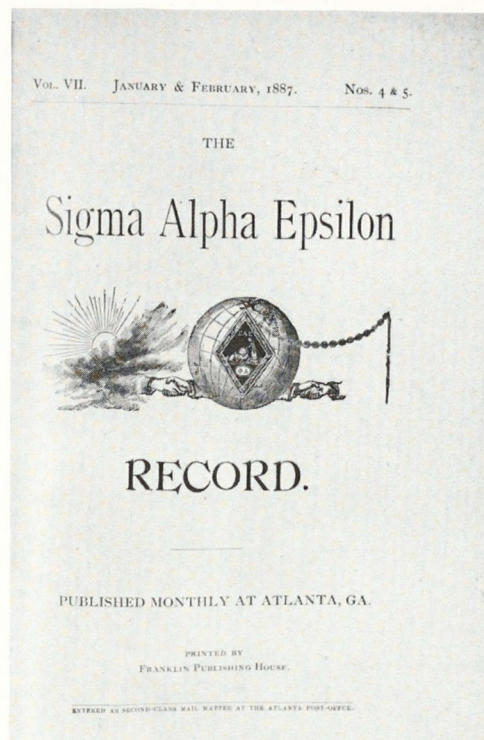 VOL. VII. JANUARY & FEBRUARY, 1887. NOS. 4 & 5.
THE
Sigma Alpha Epsilon
RECORD.
PUBLISHED MONTHLY AT ATLANTA, GA.
PRINTED BY
FRANKLIN PUBLISHING HOUSE.
ENTERED AS SECOND-CLASS MAIL MATTER AT THE ATLANTA POST-OFFICE.